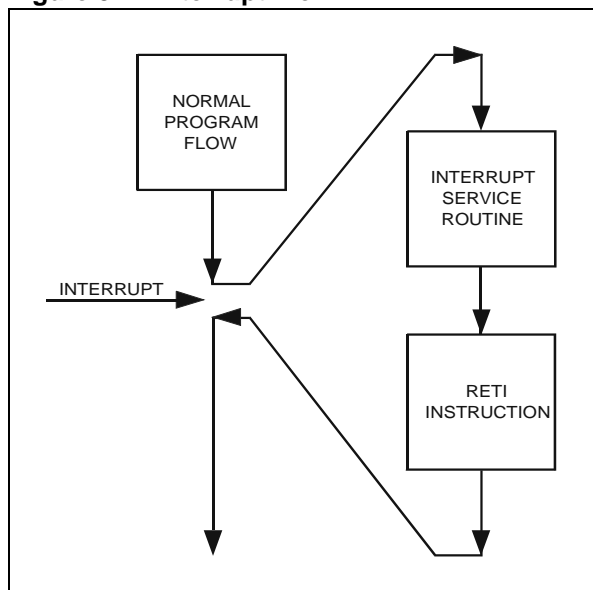 NORMAL
PROGRAM
FLOW
INTERRUPT
SERVICE
ROUTINE
INTERRUPT
RETI
INSTRUCTION